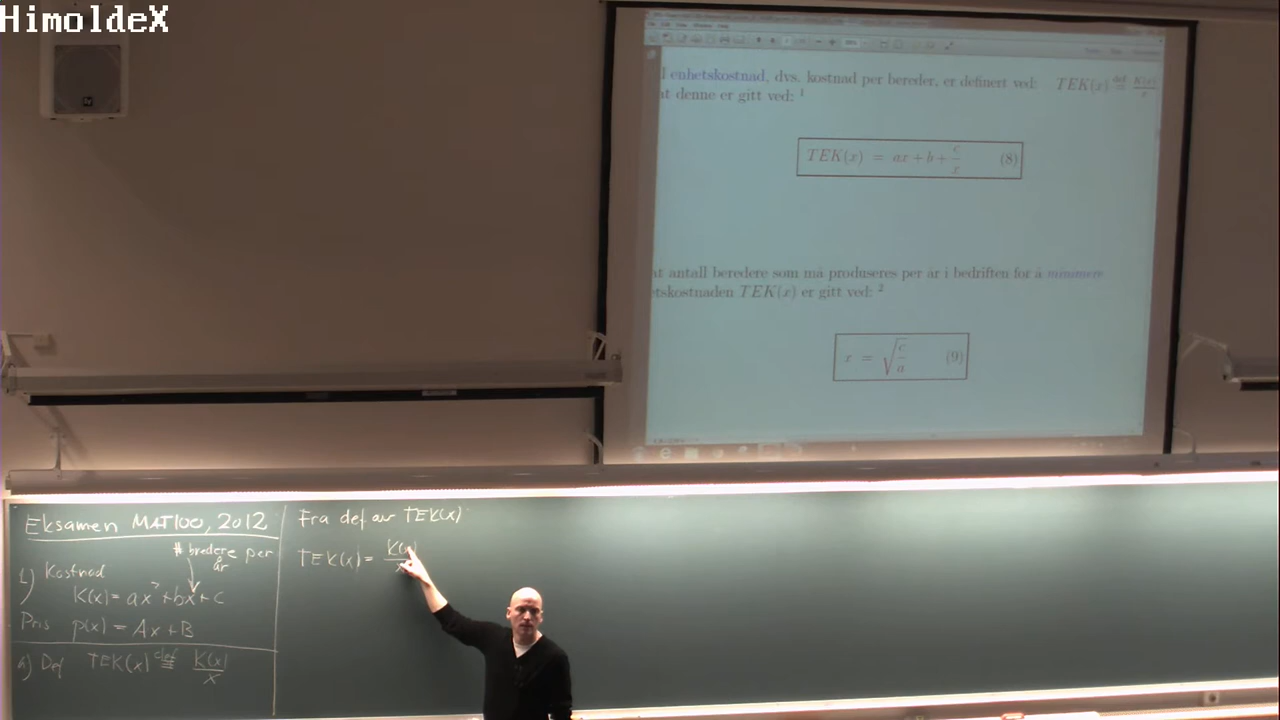 HimoldeX
enhetskostnad, dvs. kostnad per bereder, er definert ved: TEK(x) def= K(x)/x
at denne er gitt ved: 1
TEK(x) = ax + b + c/x (8)
at antall beredere som må produseres per år i bedriften for å minimere
etskostnaden TEK(x) er gitt ved: 2
x = √(c/a) (9)
Eksamen MAT100, 2012
# bredere per
år
1) Kostnad
K(x) = ax² + bx + c
Pris p(x) = Ax + B
a) Def TEK(x) def= K(x)/x
Fra def av TEK(x)
TEK(x) = K(x)/x